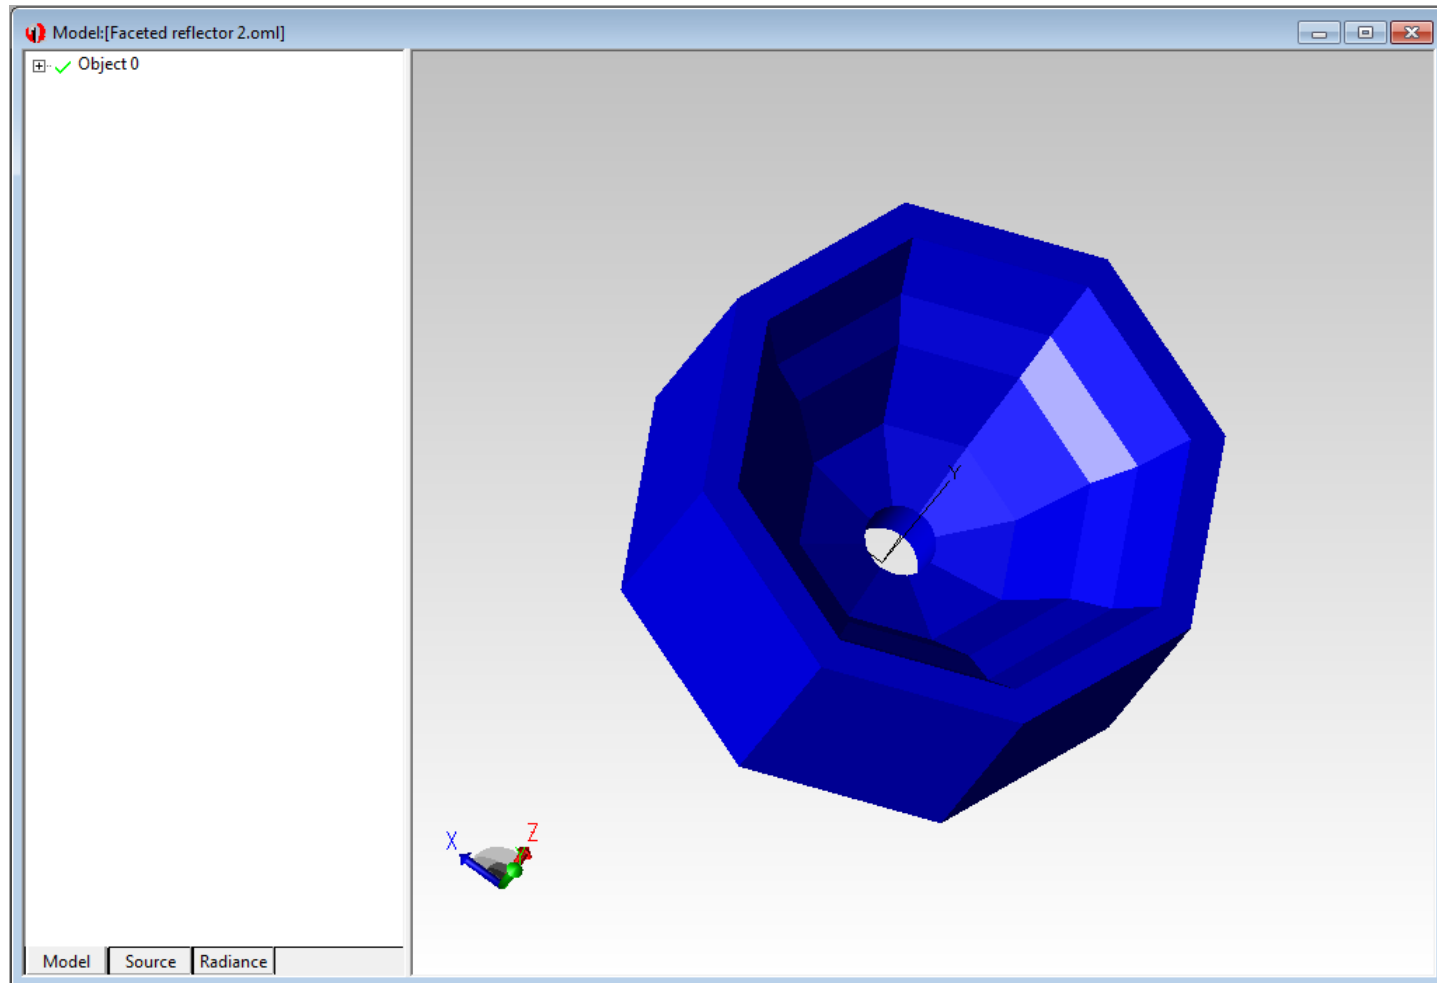 Model:[Faceted reflector 2.oml]
Object 0
Y
X
Z
Model Source Radiance